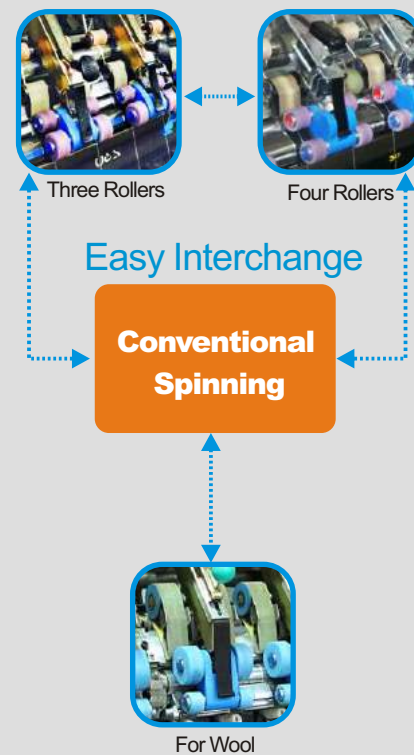 Three Rollers
Four Rollers
Easy Interchange
Conventional
Spinning
For Wool